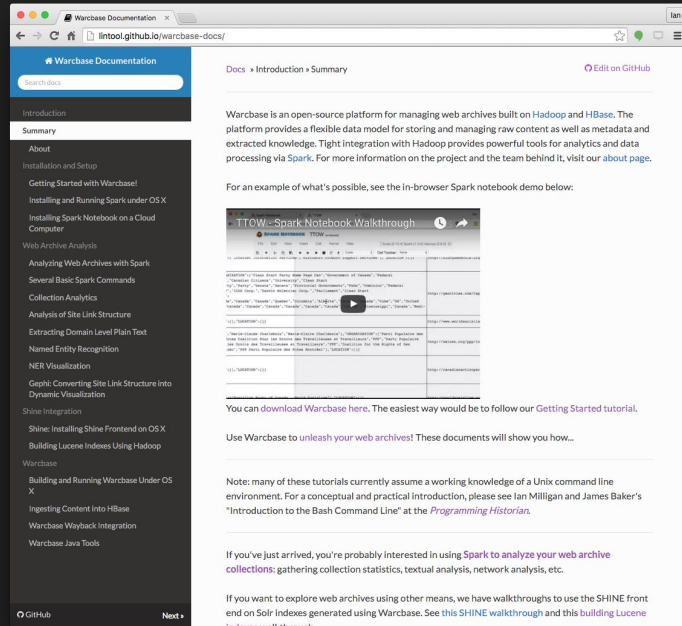 Warcbase Documentation
Ian
lintool.github.io/warcbase-docs/
Warcbase Documentation
Search docs
Introduction
Summary
About
Installation and Setup
Getting Started with Warcbase!
Installing and Running Spark under OS X
Installing Spark Notebook on a Cloud
Computer
Web Archive Analysis
Analyzing Web Archives with Spark
Several Basic Spark Commands
Collection Analytics
Analysis of Site Link Structure
Extracting Domain Level Plain Text
Named Entity Recognition
NER Visualization
Gephi: Converting Site Link Structure into
Dynamic Visualization
Shine Integration
Shine: Installing Shine Frontend on OS X
Building Lucene Indexes Using Hadoop
Warcbase
Building and Running Warcbase Under OS
X
Ingesting Content into HBase
Warcbase Wayback Integration
Warcbase Java Tools
GitHub
Next »
Docs » Introduction » Summary
Edit on GitHub
Warcbase is an open-source platform for managing web archives built on Hadoop and HBase. The
platform provides a flexible data model for storing and managing raw content as well as metadata and
extracted knowledge. Tight integration with Hadoop provides powerful tools for analytics and data
processing via Spark. For more information on the project and the team behind it, visit our about page.
For an example of what's possible, see the in-browser Spark notebook demo below:
TTOW - Spark Notebook Walkthrough
SPARK NOTEBOOK TTOW
You can download Warcbase here. The easiest way would be to follow our Getting Started tutorial.
Use Warcbase to unleash your web archives! These documents will show you how...
Note: many of these tutorials currently assume a working knowledge of a Unix command line
environment. For a conceptual and practical introduction, please see Ian Milligan and James Baker's
"Introduction to the Bash Command Line" at the Programming Historian.
If you've just arrived, you're probably interested in using Spark to analyze your web archive
collections: gathering collection statistics, textual analysis, network analysis, etc.
If you want to explore web archives using other means, we have walkthroughs to use the SHINE front
end on Solr indexes generated using Warcbase. See this SHINE walkthrough and this building Lucene